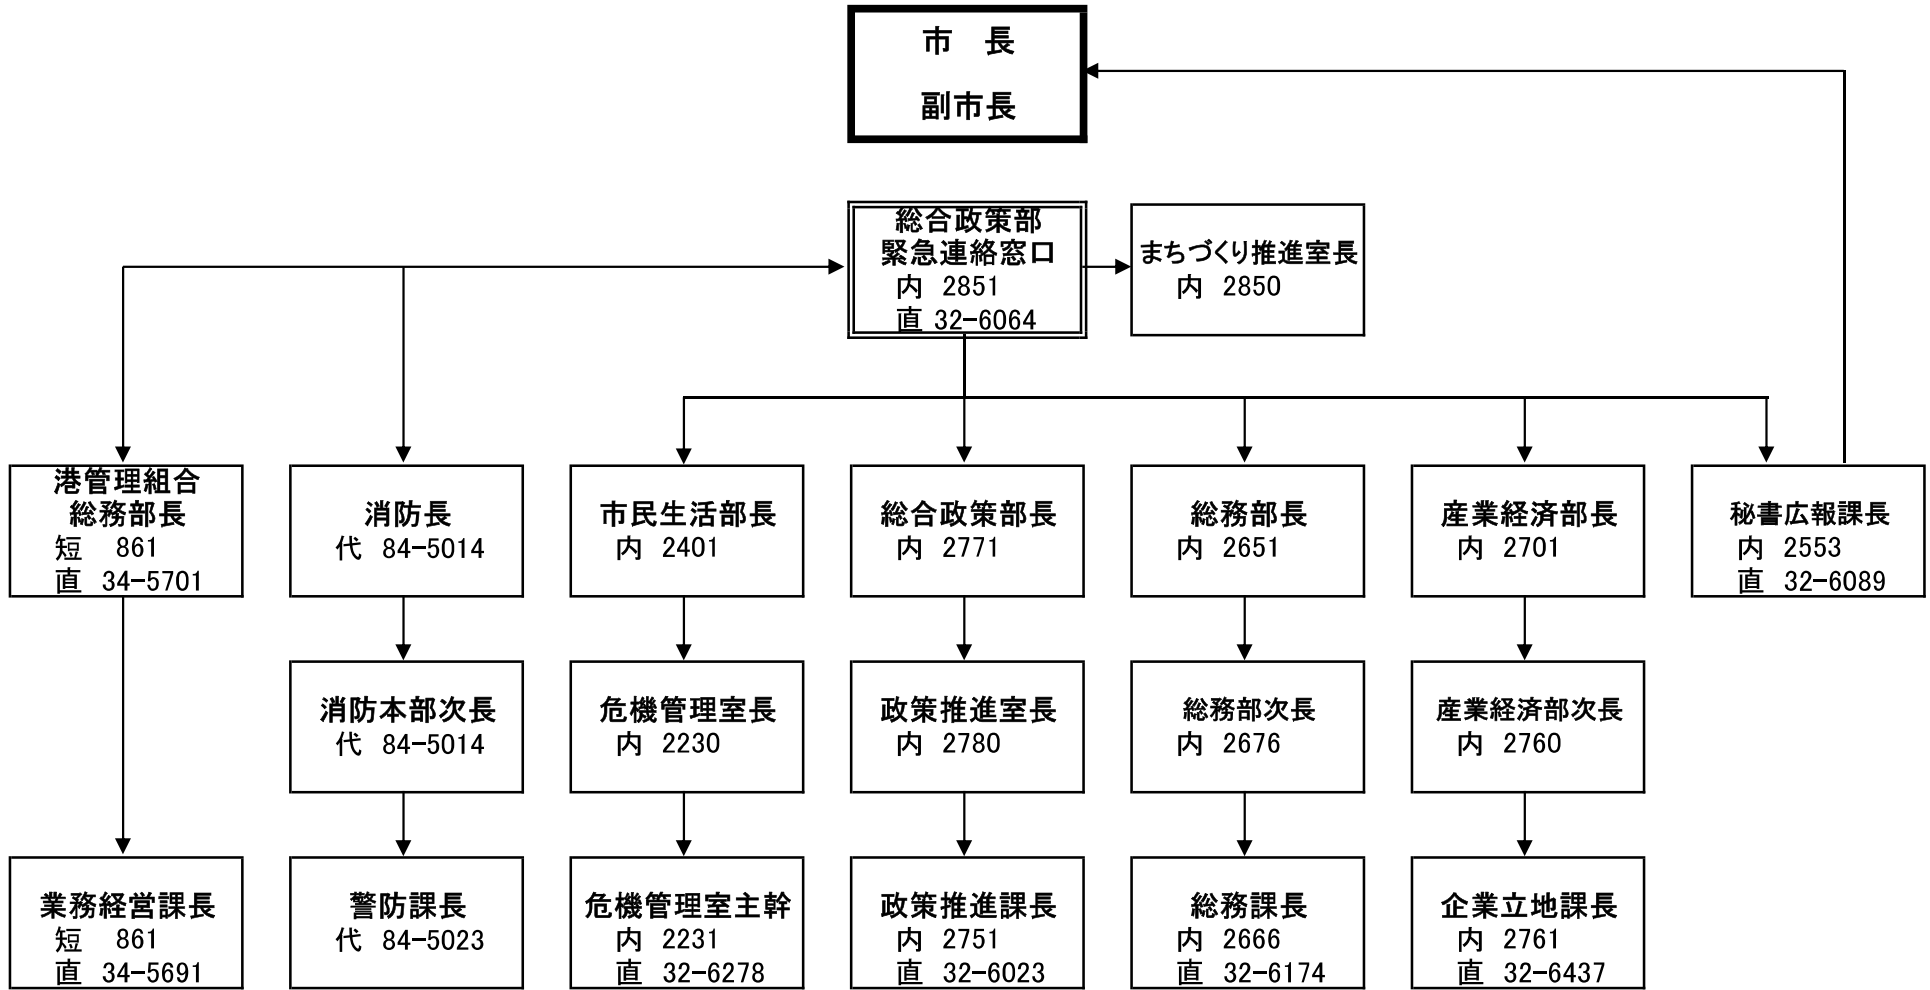 市　長
副市長
総合政策部
緊急連絡窓口
内 2851
直 32-6064
まちづくり推進室長
内 2850
港管理組合
総務部長
短 861
直 34-5701
消防長
代 84-5014
市民生活部長
内 2401
総合政策部長
内 2771
総務部長
内 2651
産業経済部長
内 2701
秘書広報課長
内 2553
直 32-6089
消防本部次長
代 84-5014
危機管理室長
内 2230
政策推進室長
内 2780
総務部次長
内 2676
産業経済部次長
内 2760
業務経営課長
短 861
直 34-5691
警防課長
代 84-5023
危機管理室主幹
内 2231
直 32-6278
政策推進課長
内 2751
直 32-6023
総務課長
内 2666
直 32-6174
企業立地課長
内 2761
直 32-6437